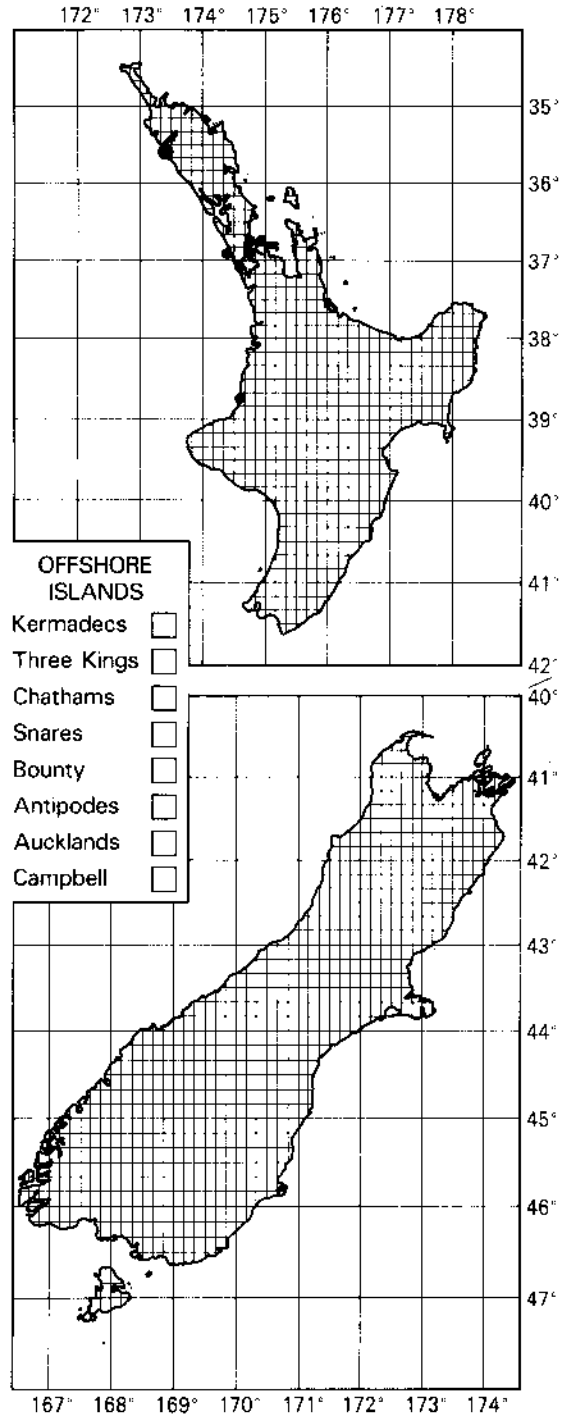 172° 173° 174° 175° 176° 177° 178°
35°
36°
37°
38°
39°
40°
41°
42°
OFFSHORE
ISLANDS
Kermadecs
Three Kings
Chathams
Snares
Bounty
Antipodes
Aucklands
Campbell
40°
41°
42°
43°
44°
45°
46°
47°
167° 168° 169° 170° 171° 172° 173° 174°